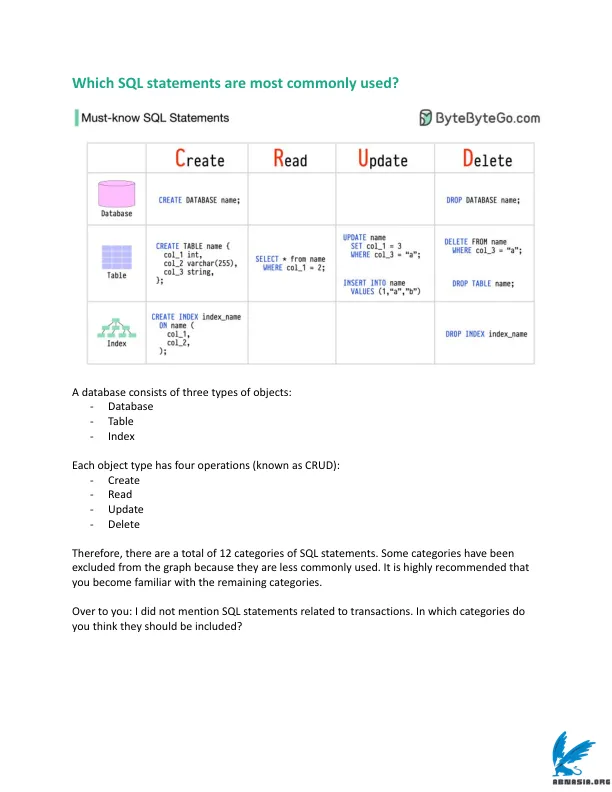 Which SQL statements are most commonly used?
Must-know SQL Statements
ByteByteGo.com
Create
Read
Update
Delete
Database
CREATE DATABASE name;
DROP DATABASE name;
Table
CREATE TABLE name {
col_1 int,
col_2 varchar(255),
col_3 string,
};
SELECT * from name
WHERE col_1 = 2;
UPDATE name
SET col_1 = 3
WHERE col_3 = "a";
INSERT INTO name
VALUES (1,"a","b")
DELETE FROM name
WHERE col_3 = "a";
DROP TABLE name;
Index
CREATE INDEX index_name
ON name (
col_1,
col_2,
);
DROP INDEX index_name
A database consists of three types of objects:
- Database
- Table
- Index
Each object type has four operations (known as CRUD):
- Create
- Read
- Update
- Delete
Therefore, there are a total of 12 categories of SQL statements. Some categories have been
excluded from the graph because they are less commonly used. It is highly recommended that
you become familiar with the remaining categories.
Over to you: I did not mention SQL statements related to transactions. In which categories do
you think they should be included?
ABNASIA.ORG